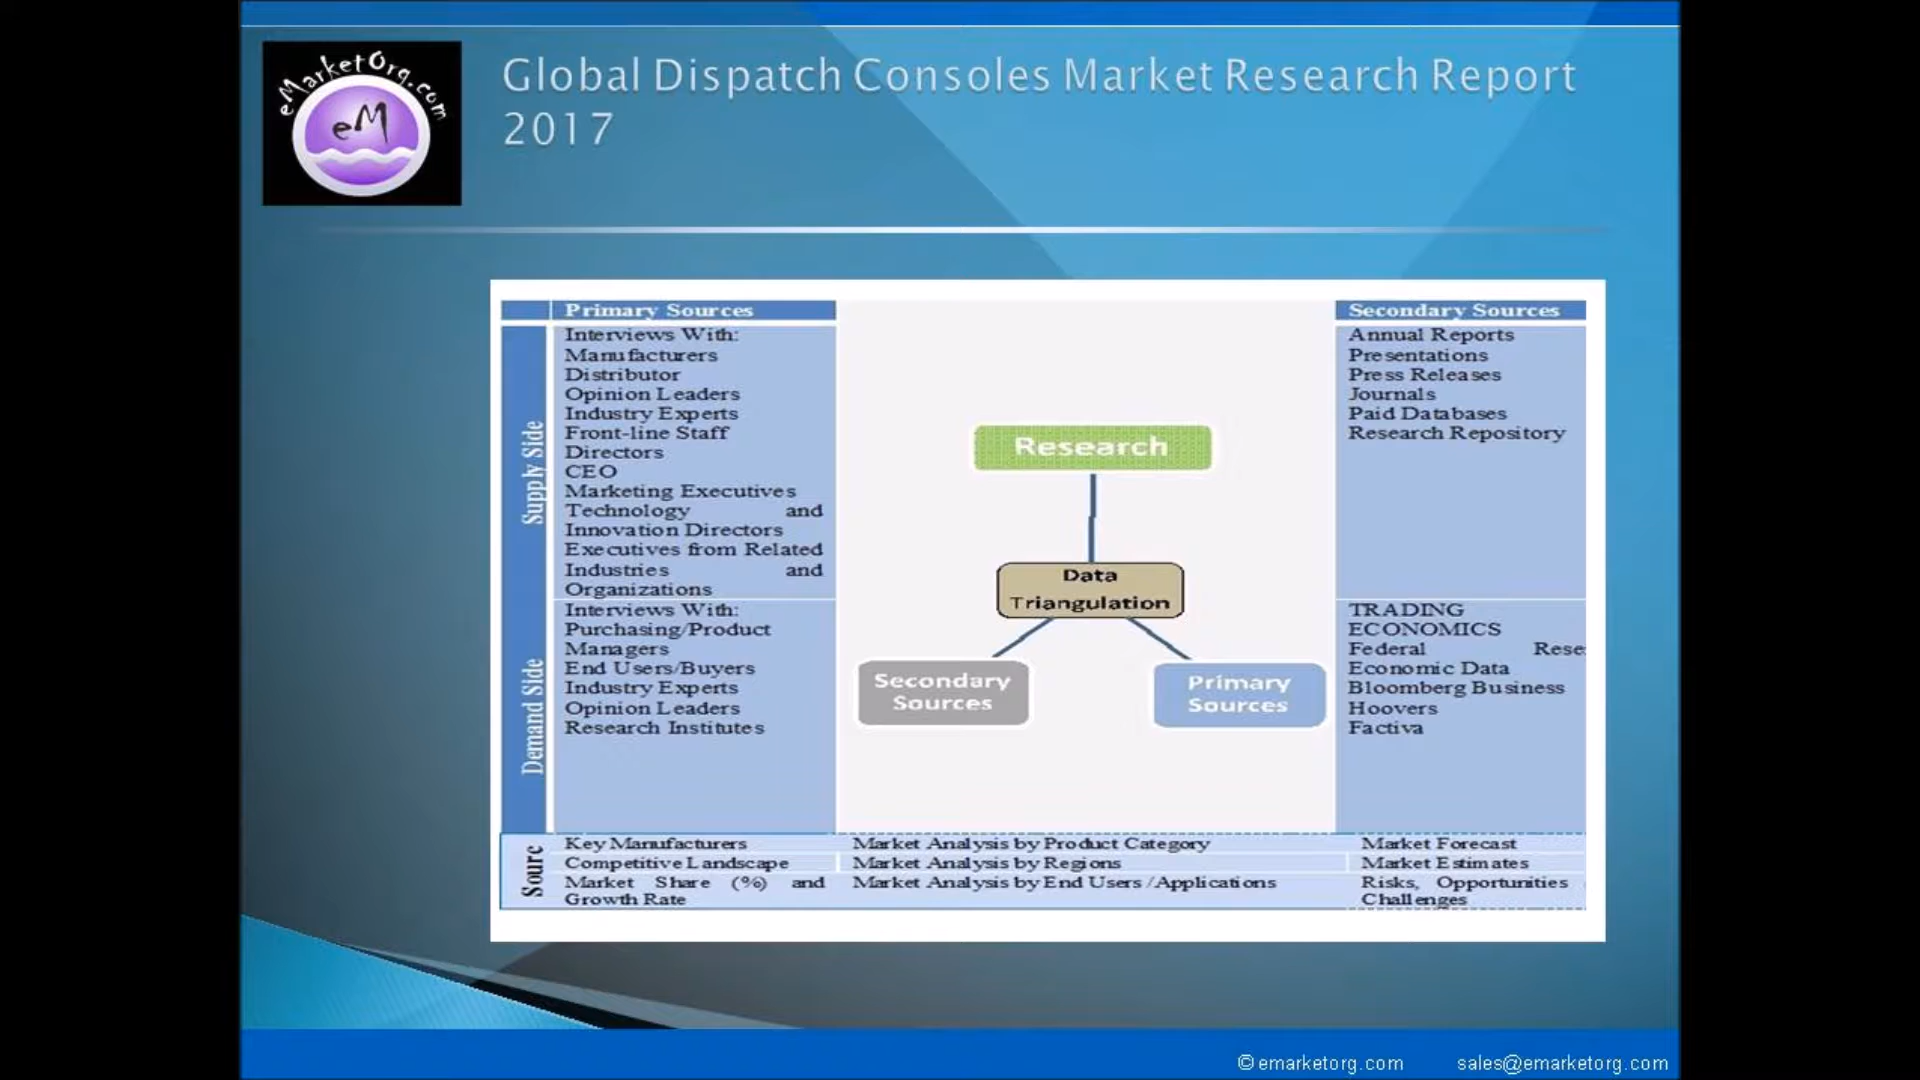 eMarketOrg.com
eM
Global Dispatch Consoles Market Research Report
2017
Primary Sources
Supply Side
Interviews With:
Manufacturers
Distributor
Opinion Leaders
Industry Experts
Front-line Staff
Directors
CEO
Marketing Executives
Technology and
Innovation Directors
Executives from Related
Industries and
Organizations
Demand Side
Interviews With:
Purchasing/Product
Managers
End Users/Buyers
Industry Experts
Opinion Leaders
Research Institutes
Research
Data
Triangulation
Secondary
Sources
Primary
Sources
Secondary Sources
Annual Reports
Presentations
Press Releases
Journals
Paid Databases
Research Repository
TRADING
ECONOMICS
Federal Rese
Economic Data
Bloomberg Business
Hoovers
Factiva
Sourc
Key Manufacturers
Competitive Landscape
Market Share (%) and
Growth Rate
Market Analysis by Product Category
Market Analysis by Regions
Market Analysis by End Users /Applications
Market Forecast
Market Estimates
Risks, Opportunities
Challenges
© emarketorg.com sales@emarketorg.com